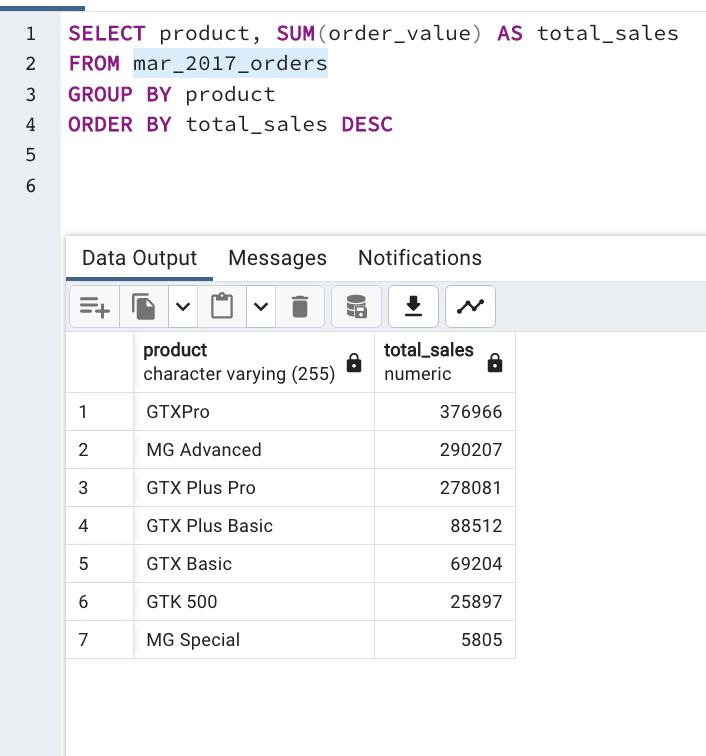 1 SELECT product, SUM(order_value) AS total_sales
2 FROM mar_2017_orders
3 GROUP BY product
4 ORDER BY total_sales DESC
5
6
Data Output Messages Notifications
product total_sales
character varying (255) numeric
1 GTXPro 376966
2 MG Advanced 290207
3 GTX Plus Pro 278081
4 GTX Plus Basic 88512
5 GTX Basic 69204
6 GTK 500 25897
7 MG Special 5805